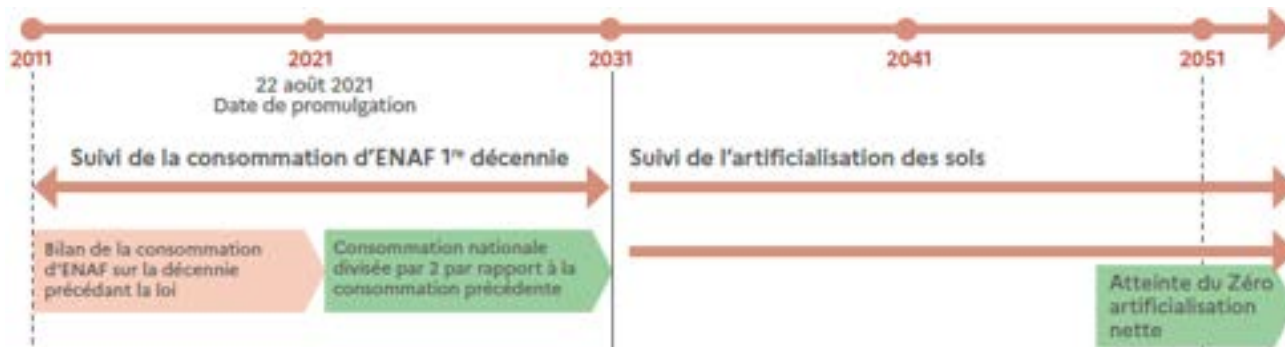 2011 2021 2031 2041 2051
22 août 2021
Date de promulgation
Suivi de la consommation d'ENAF 1re décennie
Suivi de l'artificialisation des sols
Bilan de la consommation
d'ENAF sur la décennie
précédant la loi
Consommation nationale
divisée par 2 par rapport à la
consommation précédente
Atteinte du Zéro
artificialisation
nette